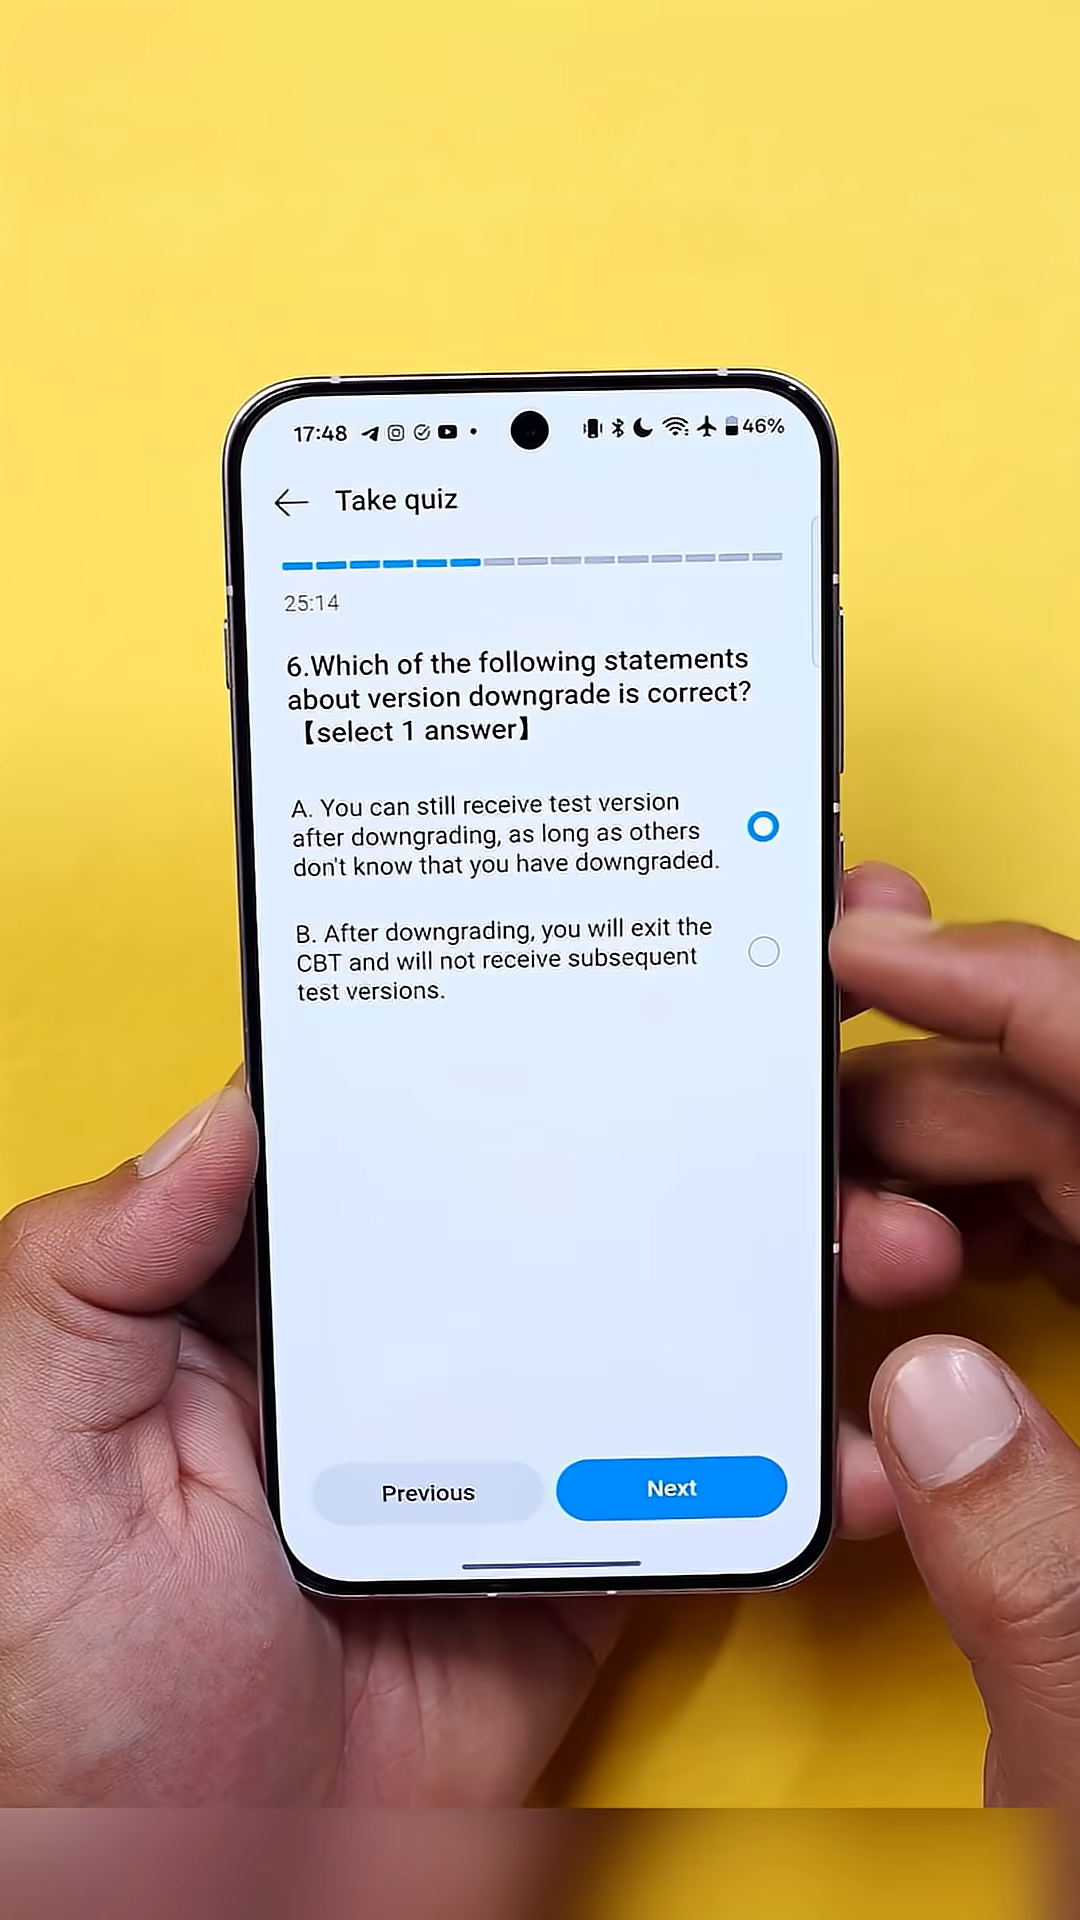 17:48 46%
Take quiz
25:14
6.Which of the following statements
about version downgrade is correct?
【select 1 answer】
A. You can still receive test version
after downgrading, as long as others
don't know that you have downgraded.
B. After downgrading, you will exit the
CBT and will not receive subsequent
test versions.
Previous Next